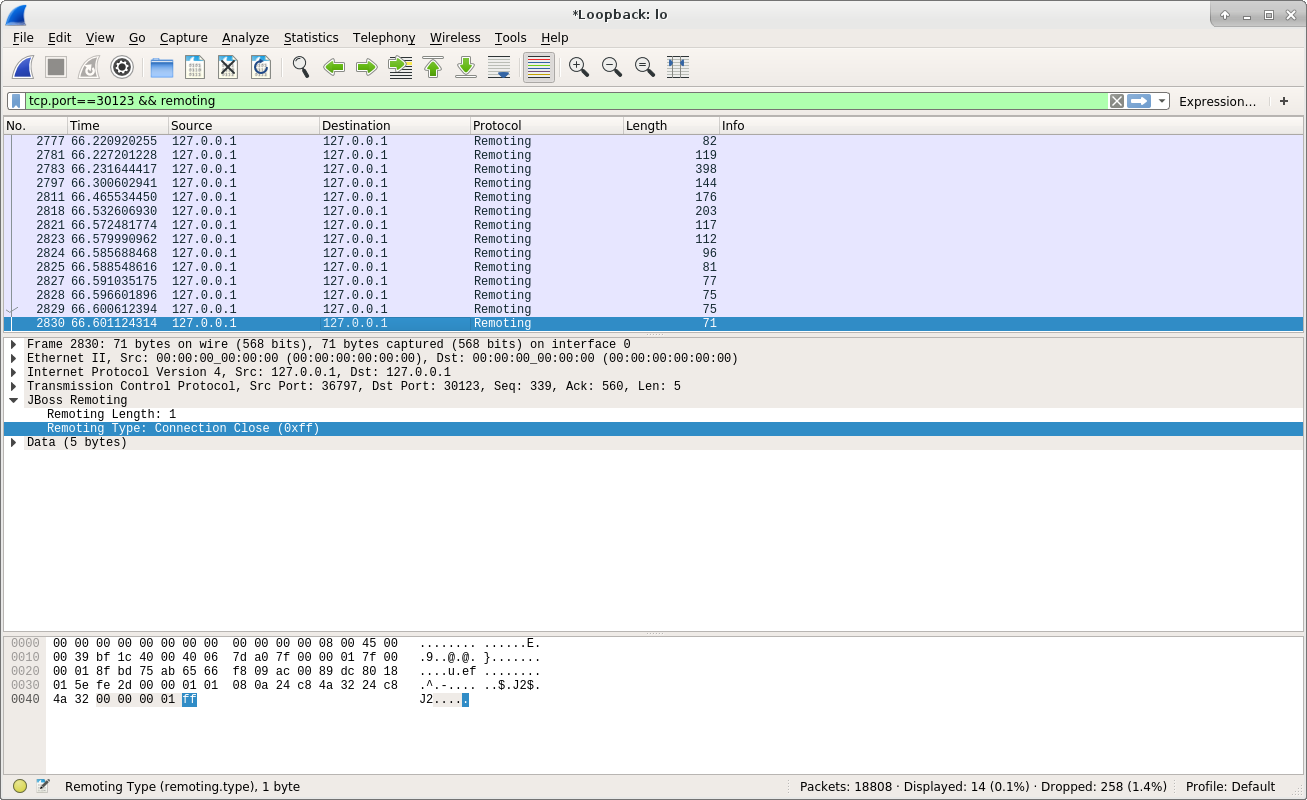 *Loopback: lo
File Edit View Go Capture Analyze Statistics Telephony Wireless Tools Help
tcp.port==30123 && remoting Expression… +
No. Time Source Destination Protocol Length Info
2777 66.220920255 127.0.0.1 127.0.0.1 Remoting 82
2781 66.227201228 127.0.0.1 127.0.0.1 Remoting 119
2783 66.231644417 127.0.0.1 127.0.0.1 Remoting 398
2797 66.300602941 127.0.0.1 127.0.0.1 Remoting 144
2811 66.465534450 127.0.0.1 127.0.0.1 Remoting 176
2818 66.532606930 127.0.0.1 127.0.0.1 Remoting 203
2821 66.572481774 127.0.0.1 127.0.0.1 Remoting 117
2823 66.579990962 127.0.0.1 127.0.0.1 Remoting 112
2824 66.585688468 127.0.0.1 127.0.0.1 Remoting 96
2825 66.588548616 127.0.0.1 127.0.0.1 Remoting 81
2827 66.591035175 127.0.0.1 127.0.0.1 Remoting 77
2828 66.596601896 127.0.0.1 127.0.0.1 Remoting 75
2829 66.600612394 127.0.0.1 127.0.0.1 Remoting 75
2830 66.601124314 127.0.0.1 127.0.0.1 Remoting 71
Frame 2830: 71 bytes on wire (568 bits), 71 bytes captured (568 bits) on interface 0
Ethernet II, Src: 00:00:00_00:00:00 (00:00:00:00:00:00), Dst: 00:00:00_00:00:00 (00:00:00:00:00:00)
Internet Protocol Version 4, Src: 127.0.0.1, Dst: 127.0.0.1
Transmission Control Protocol, Src Port: 36797, Dst Port: 30123, Seq: 339, Ack: 560, Len: 5
JBoss Remoting
Remoting Length: 1
Remoting Type: Connection Close (0xff)
Data (5 bytes)
0000 00 00 00 00 00 00 00 00 00 00 00 00 08 00 45 00 ........ ......E.
0010 00 39 bf 1c 40 00 40 06 7d a0 7f 00 00 01 7f 00 .9..@.@. }.......
0020 00 01 8f bd 75 ab 65 66 f8 09 ac 00 89 dc 80 18 ....u.ef ........
0030 01 5e fe 2d 00 00 01 01 08 0a 24 c8 4a 32 24 c8 .^.-.... ..$.J2$.
0040 4a 32 00 00 00 01 ff J2.....
Remoting Type (remoting.type), 1 byte Packets: 18808 · Displayed: 14 (0.1%) · Dropped: 258 (1.4%) Profile: Default